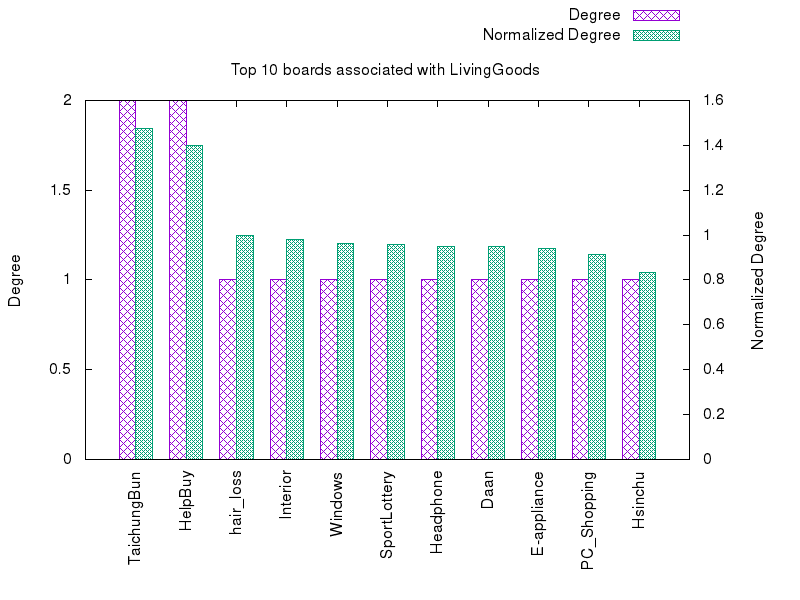 Degree
Normalized Degree
Top 10 boards associated with LivingGoods
2
1.5
1
0.5
0
1.6
1.4
1.2
1
0.8
0.6
0.4
0.2
0
Degree
Normalized Degree
TaichungBun
HelpBuy
hair_loss
Interior
Windows
SportLottery
Headphone
Daan
E-appliance
PC_Shopping
Hsinchu